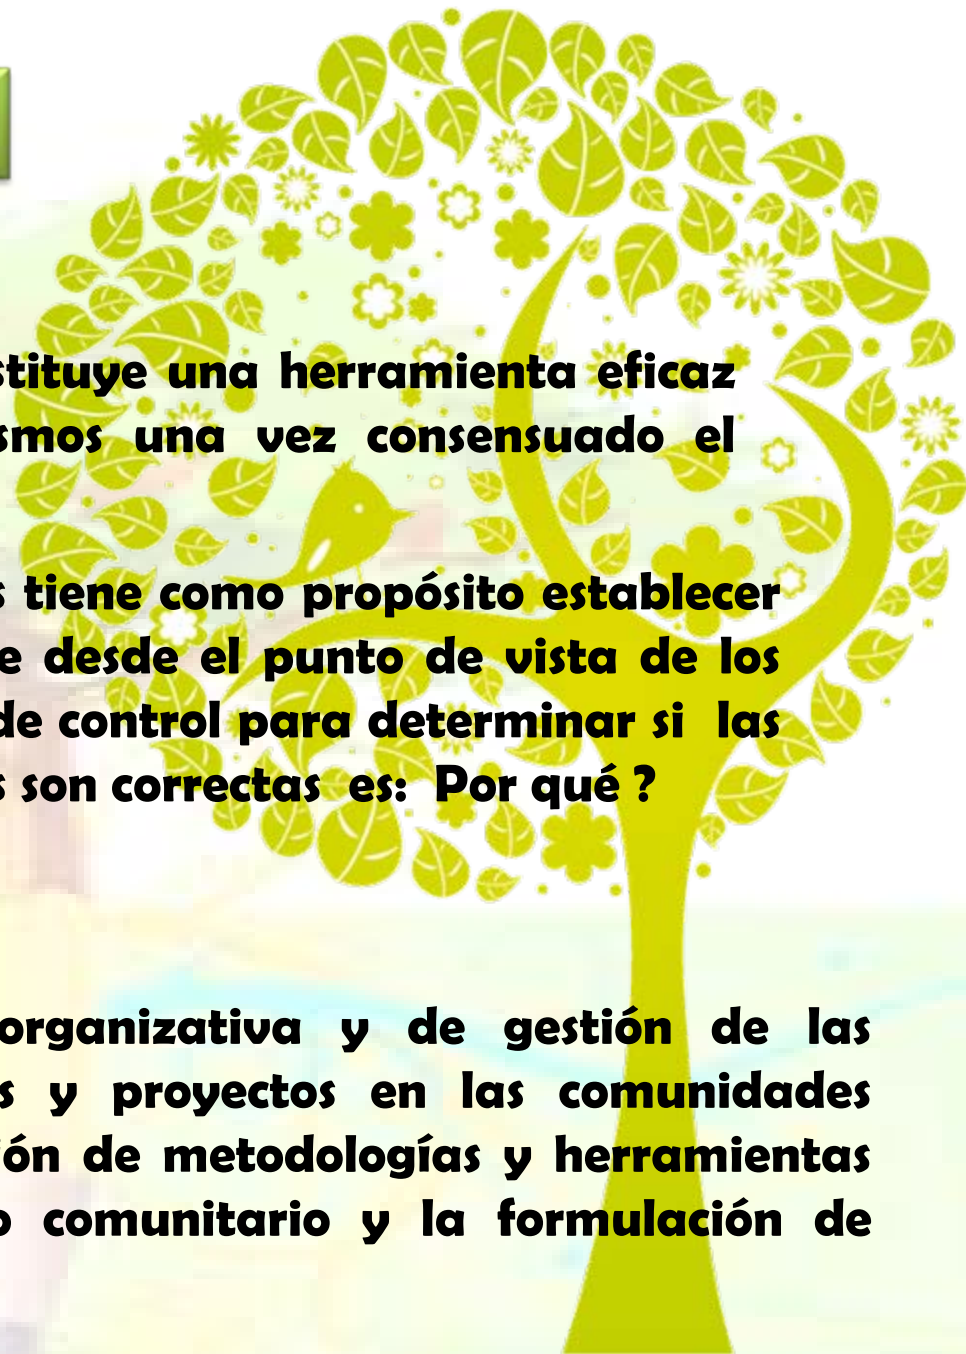 stituye una herramienta eficaz
smos una vez consensuado el
s tiene como propósito establecer
e desde el punto de vista de los
de control para determinar si las
s son correctas es: Por qué ?
organizativa y de gestión de las
s y proyectos en las comunidades
ión de metodologías y herramientas
o comunitario y la formulación de